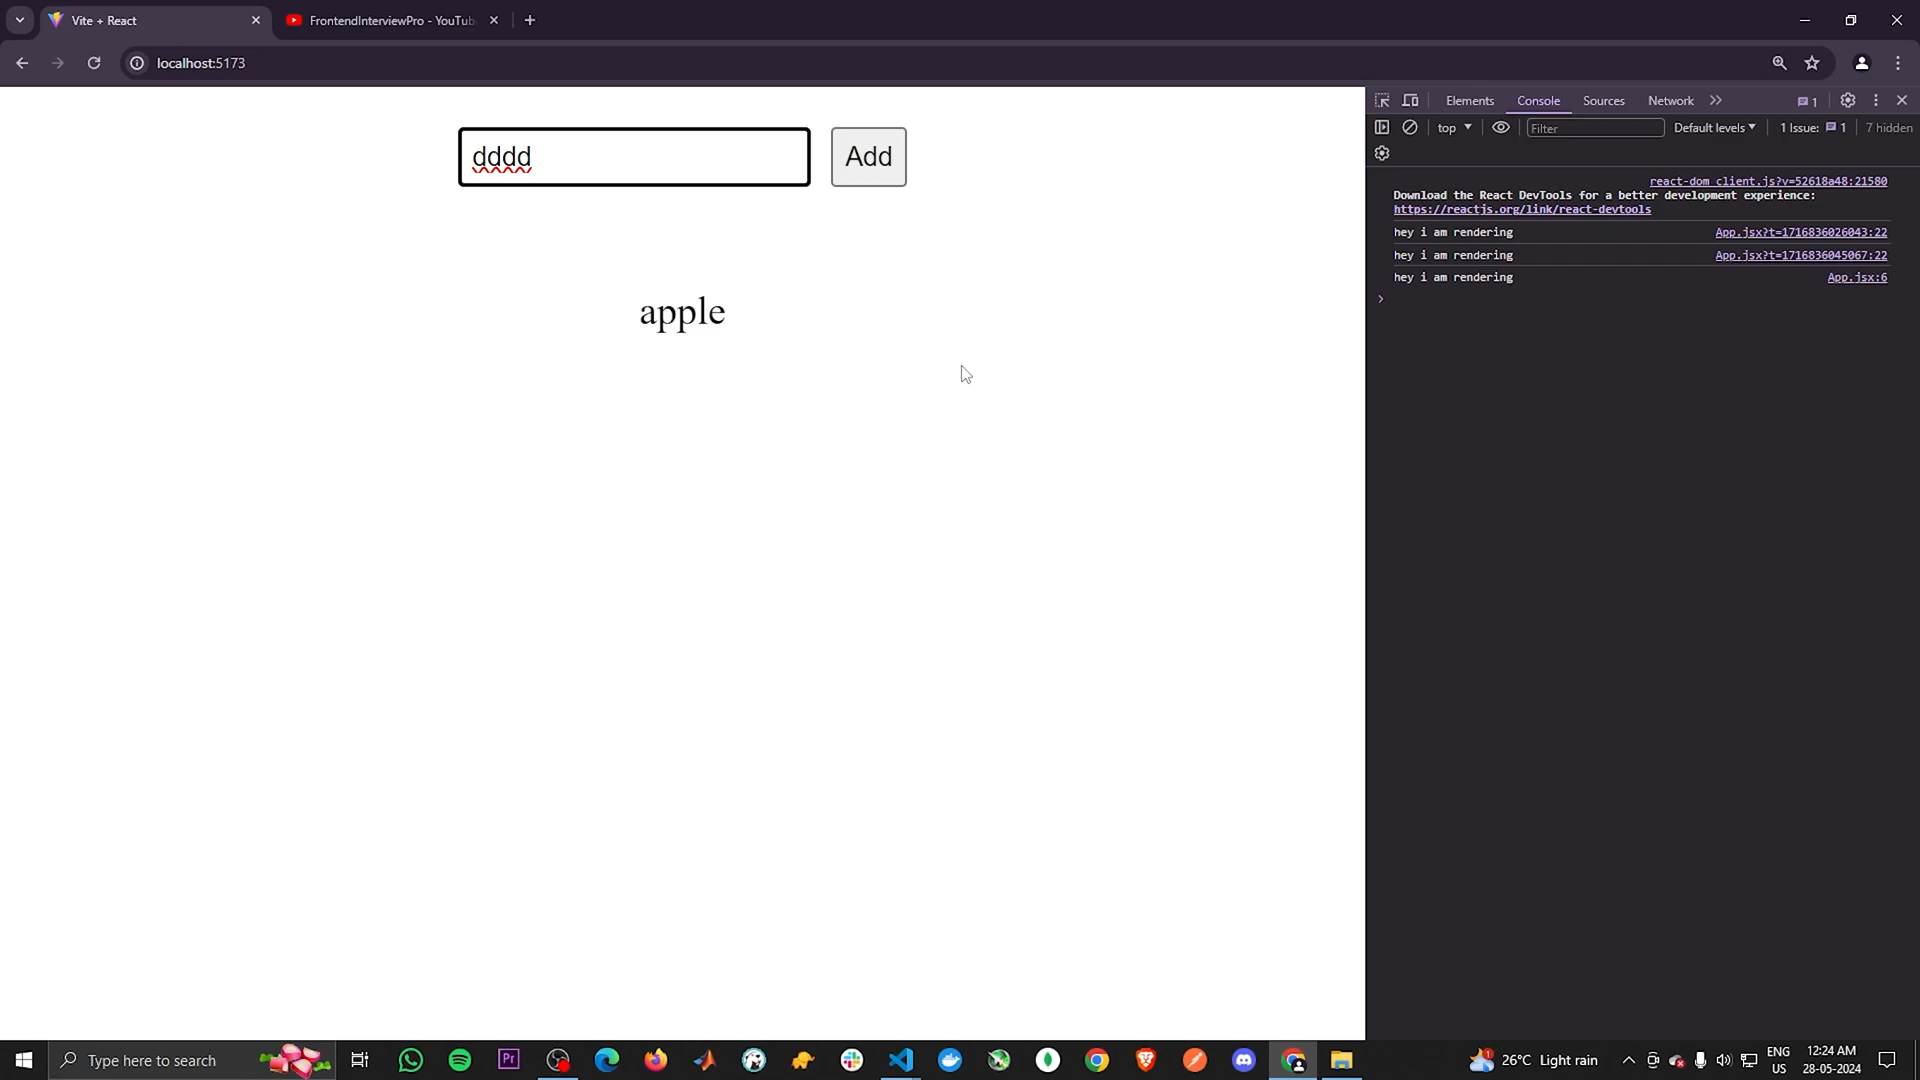 Vite + React
FrontendInterviewPro - YouTub
localhost:5173
Elements
Console
Sources
Network
1
top
Filter
Default levels
1 Issue:
1
7 hidden
react-dom_client.js?v=52618a48:21580
Download the React DevTools for a better development experience:
https://reactjs.org/link/react-devtools
hey i am rendering App.jsx?t=1716836026043:22
hey i am rendering App.jsx?t=1716836045067:22
hey i am rendering App.jsx:6
dddd
Add
apple
Type here to search
Pr
1
26°C Light rain
ENG
US
12:24 AM
28-05-2024